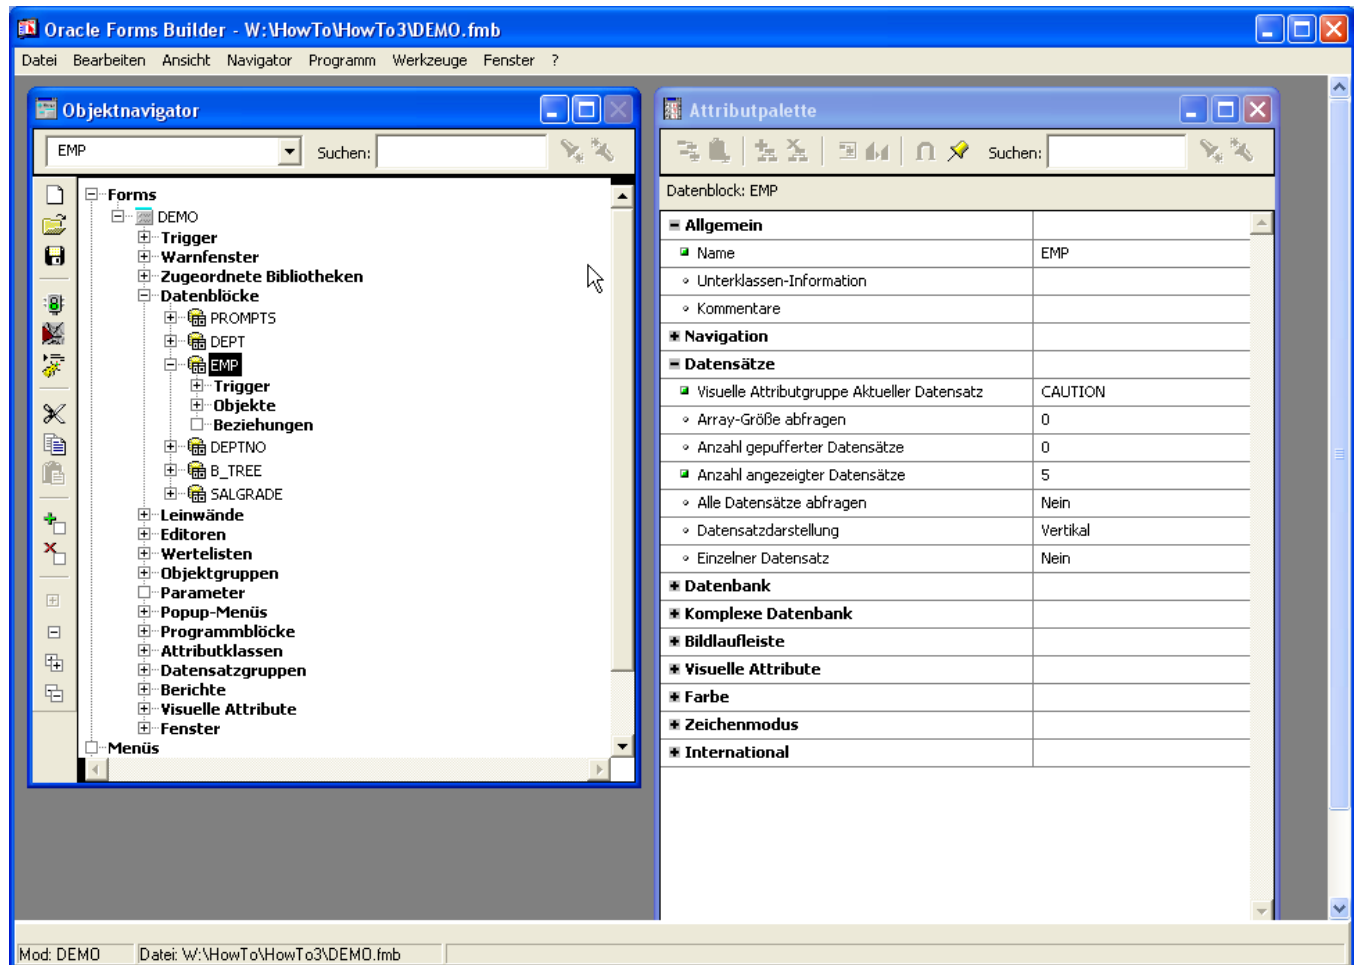 Oracle Forms Builder - W:\HowTo\HowTo3\DEMO.fmb
Datei Bearbeiten Ansicht Navigator Programm Werkzeuge Fenster ?
Objektnavigator
EMP Suchen:
Forms
DEMO
Trigger
Warnfenster
Zugeordnete Bibliotheken
Datenblöcke
PROMPTS
DEPT
EMP
Trigger
Objekte
Beziehungen
DEPTNO
B_TREE
SALGRADE
Leinwände
Editoren
Wertelisten
Objektgruppen
Parameter
Popup-Menüs
Programmblöcke
Attributklassen
Datensatzgruppen
Berichte
Visuelle Attribute
Fenster
Menüs
Attributpalette
Suchen:
Datenblock: EMP
Allgemein
Name EMP
Unterklassen-Information
Kommentare
Navigation
Datensätze
Visuelle Attributgruppe Aktueller Datensatz CAUTION
Array-Größe abfragen 0
Anzahl gepufferter Datensätze 0
Anzahl angezeigter Datensätze 5
Alle Datensätze abfragen Nein
Datensatzdarstellung Vertikal
Einzelner Datensatz Nein
Datenbank
Komplexe Datenbank
Bildlaufleiste
Visuelle Attribute
Farbe
Zeichenmodus
International
Mod: DEMO Datei: W:\HowTo\HowTo3\DEMO.fmb